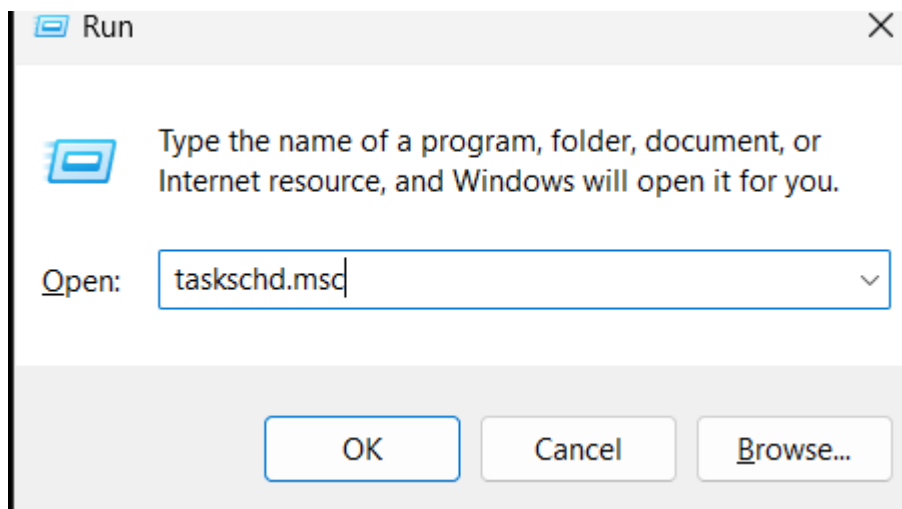 Run
Type the name of a program, folder, document, or
Internet resource, and Windows will open it for you.
Open:
taskschd.msc
OK
Cancel
Browse...